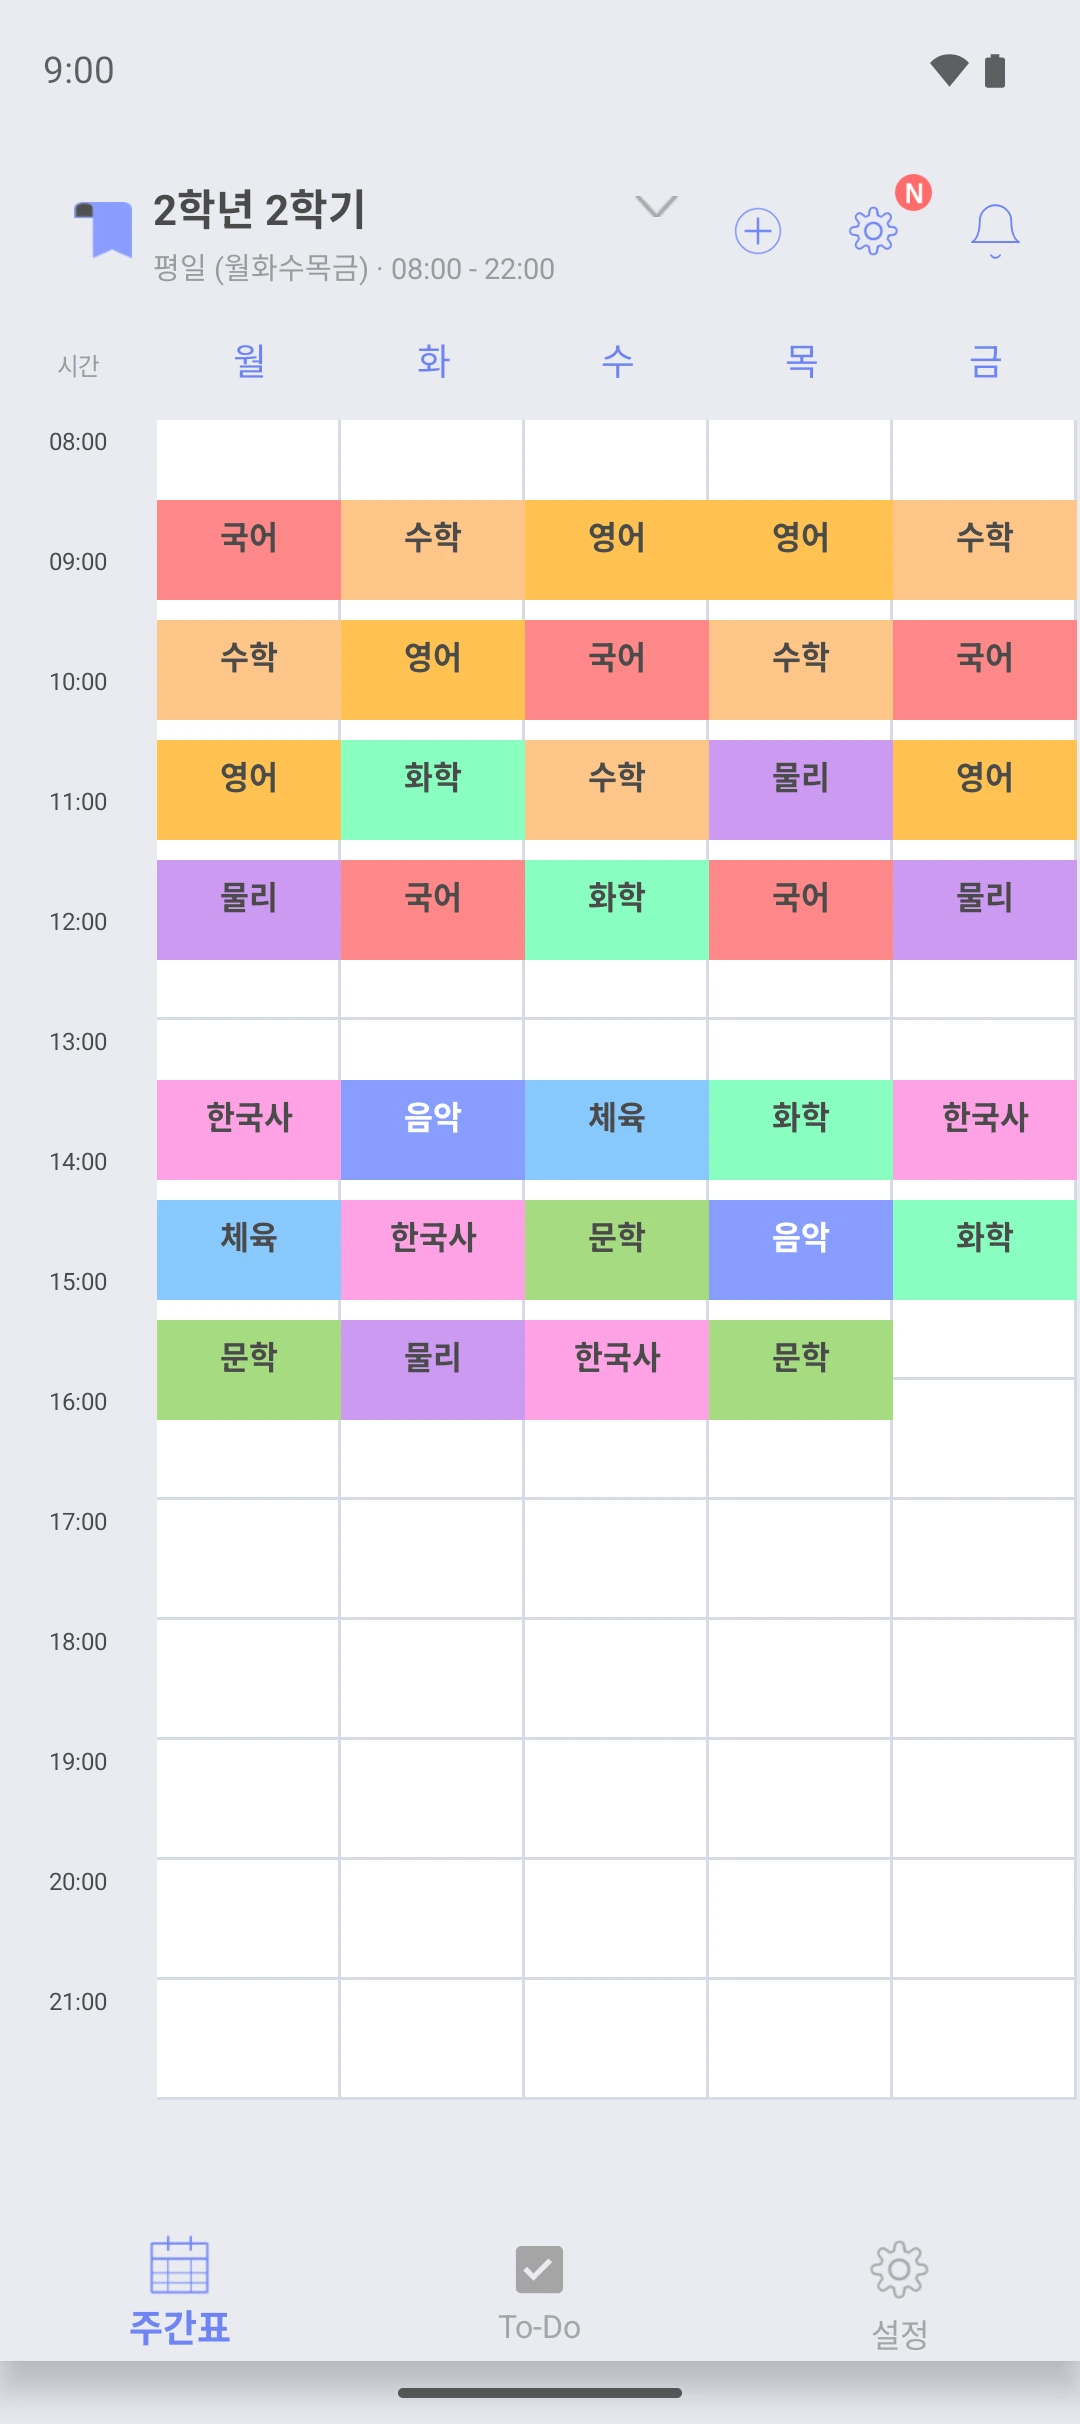 9:00
2학년 2학기
N
평일 (월화수목금) · 08:00 - 22:00
시간 월 화 수 목 금
08:00
국어 수학 영어 영어 수학
09:00
수학 영어 국어 수학 국어
10:00
영어 화학 수학 물리 영어
11:00
물리 국어 화학 국어 물리
12:00
13:00
한국사 음악 체육 화학 한국사
14:00
체육 한국사 문학 음악 화학
15:00
문학 물리 한국사 문학
16:00
17:00
18:00
19:00
20:00
21:00
주간표 To-Do 설정